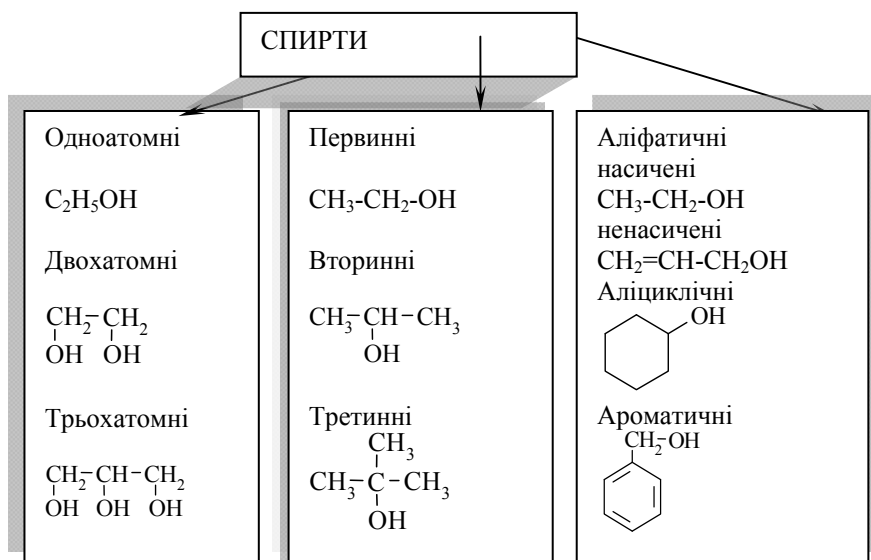 СПИРТИ
Одноатомні
C₂H₅OH
Двохатомні
CH₂-CH₂
OH OH
Трьохатомні
CH₂-CH-CH₂
OH OH OH
Первинні
CH₃-CH₂-OH
Вторинні
CH₃-CH-CH₃
OH
Третинні
CH₃
CH₃-C-CH₃
OH
Аліфатичні
насичені
CH₃-CH₂-OH
ненасичені
CH₂=CH-CH₂OH
Аліциклічні
OH
Ароматичні
CH₂-OH